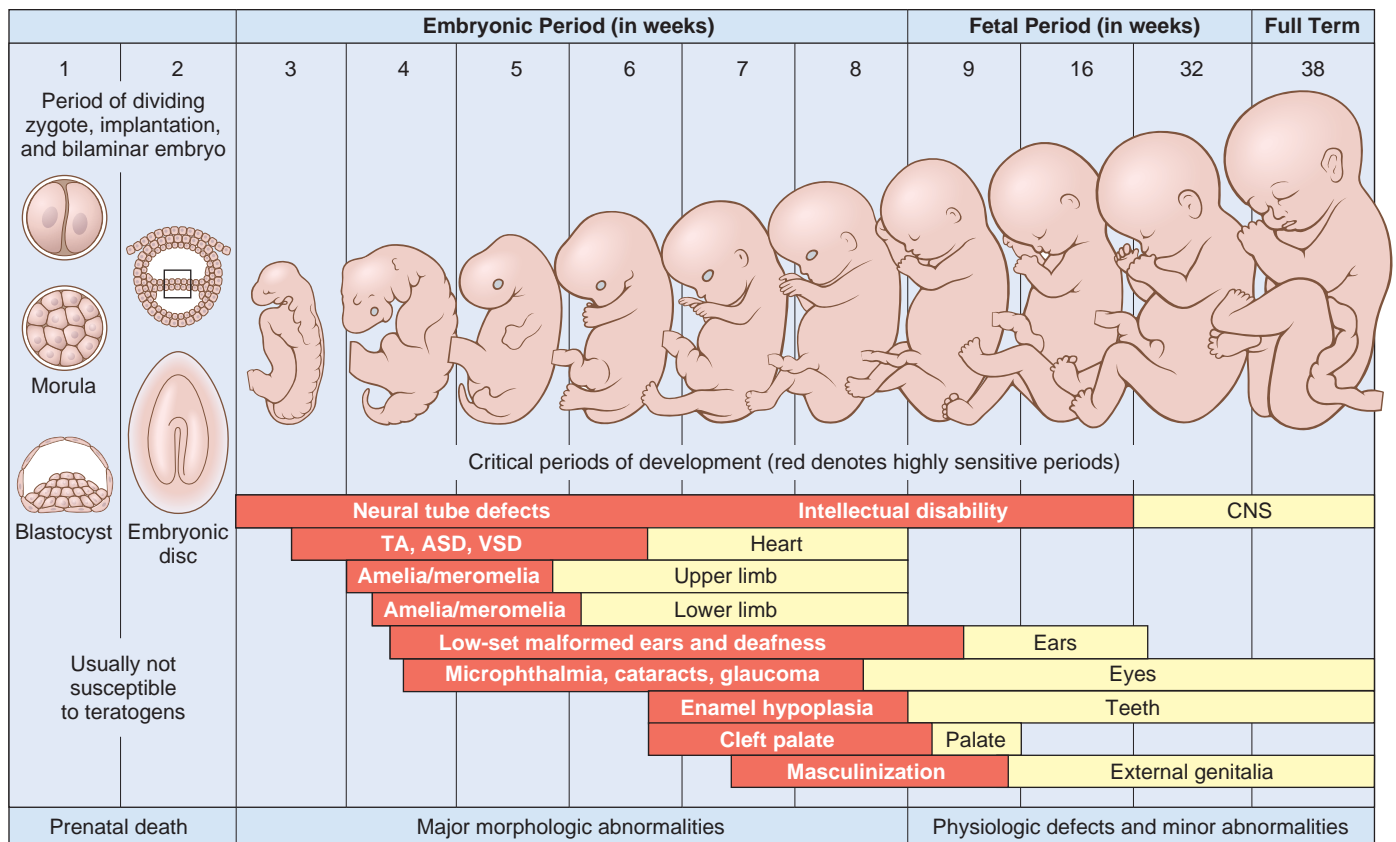 Embryonic Period (in weeks)
Fetal Period (in weeks)
Full Term
1
2
3
4
5
6
7
8
9
16
32
38
Period of dividing
zygote, implantation,
and bilaminar embryo
Morula
Blastocyst
Embryonic
disc
Usually not
susceptible
to teratogens
Critical periods of development (red denotes highly sensitive periods)
Neural tube defects
Intellectual disability
CNS
TA, ASD, VSD
Heart
Amelia/meromelia
Upper limb
Amelia/meromelia
Lower limb
Low-set malformed ears and deafness
Ears
Microphthalmia, cataracts, glaucoma
Eyes
Enamel hypoplasia
Teeth
Cleft palate
Palate
Masculinization
External genitalia
Prenatal death
Major morphologic abnormalities
Physiologic defects and minor abnormalities